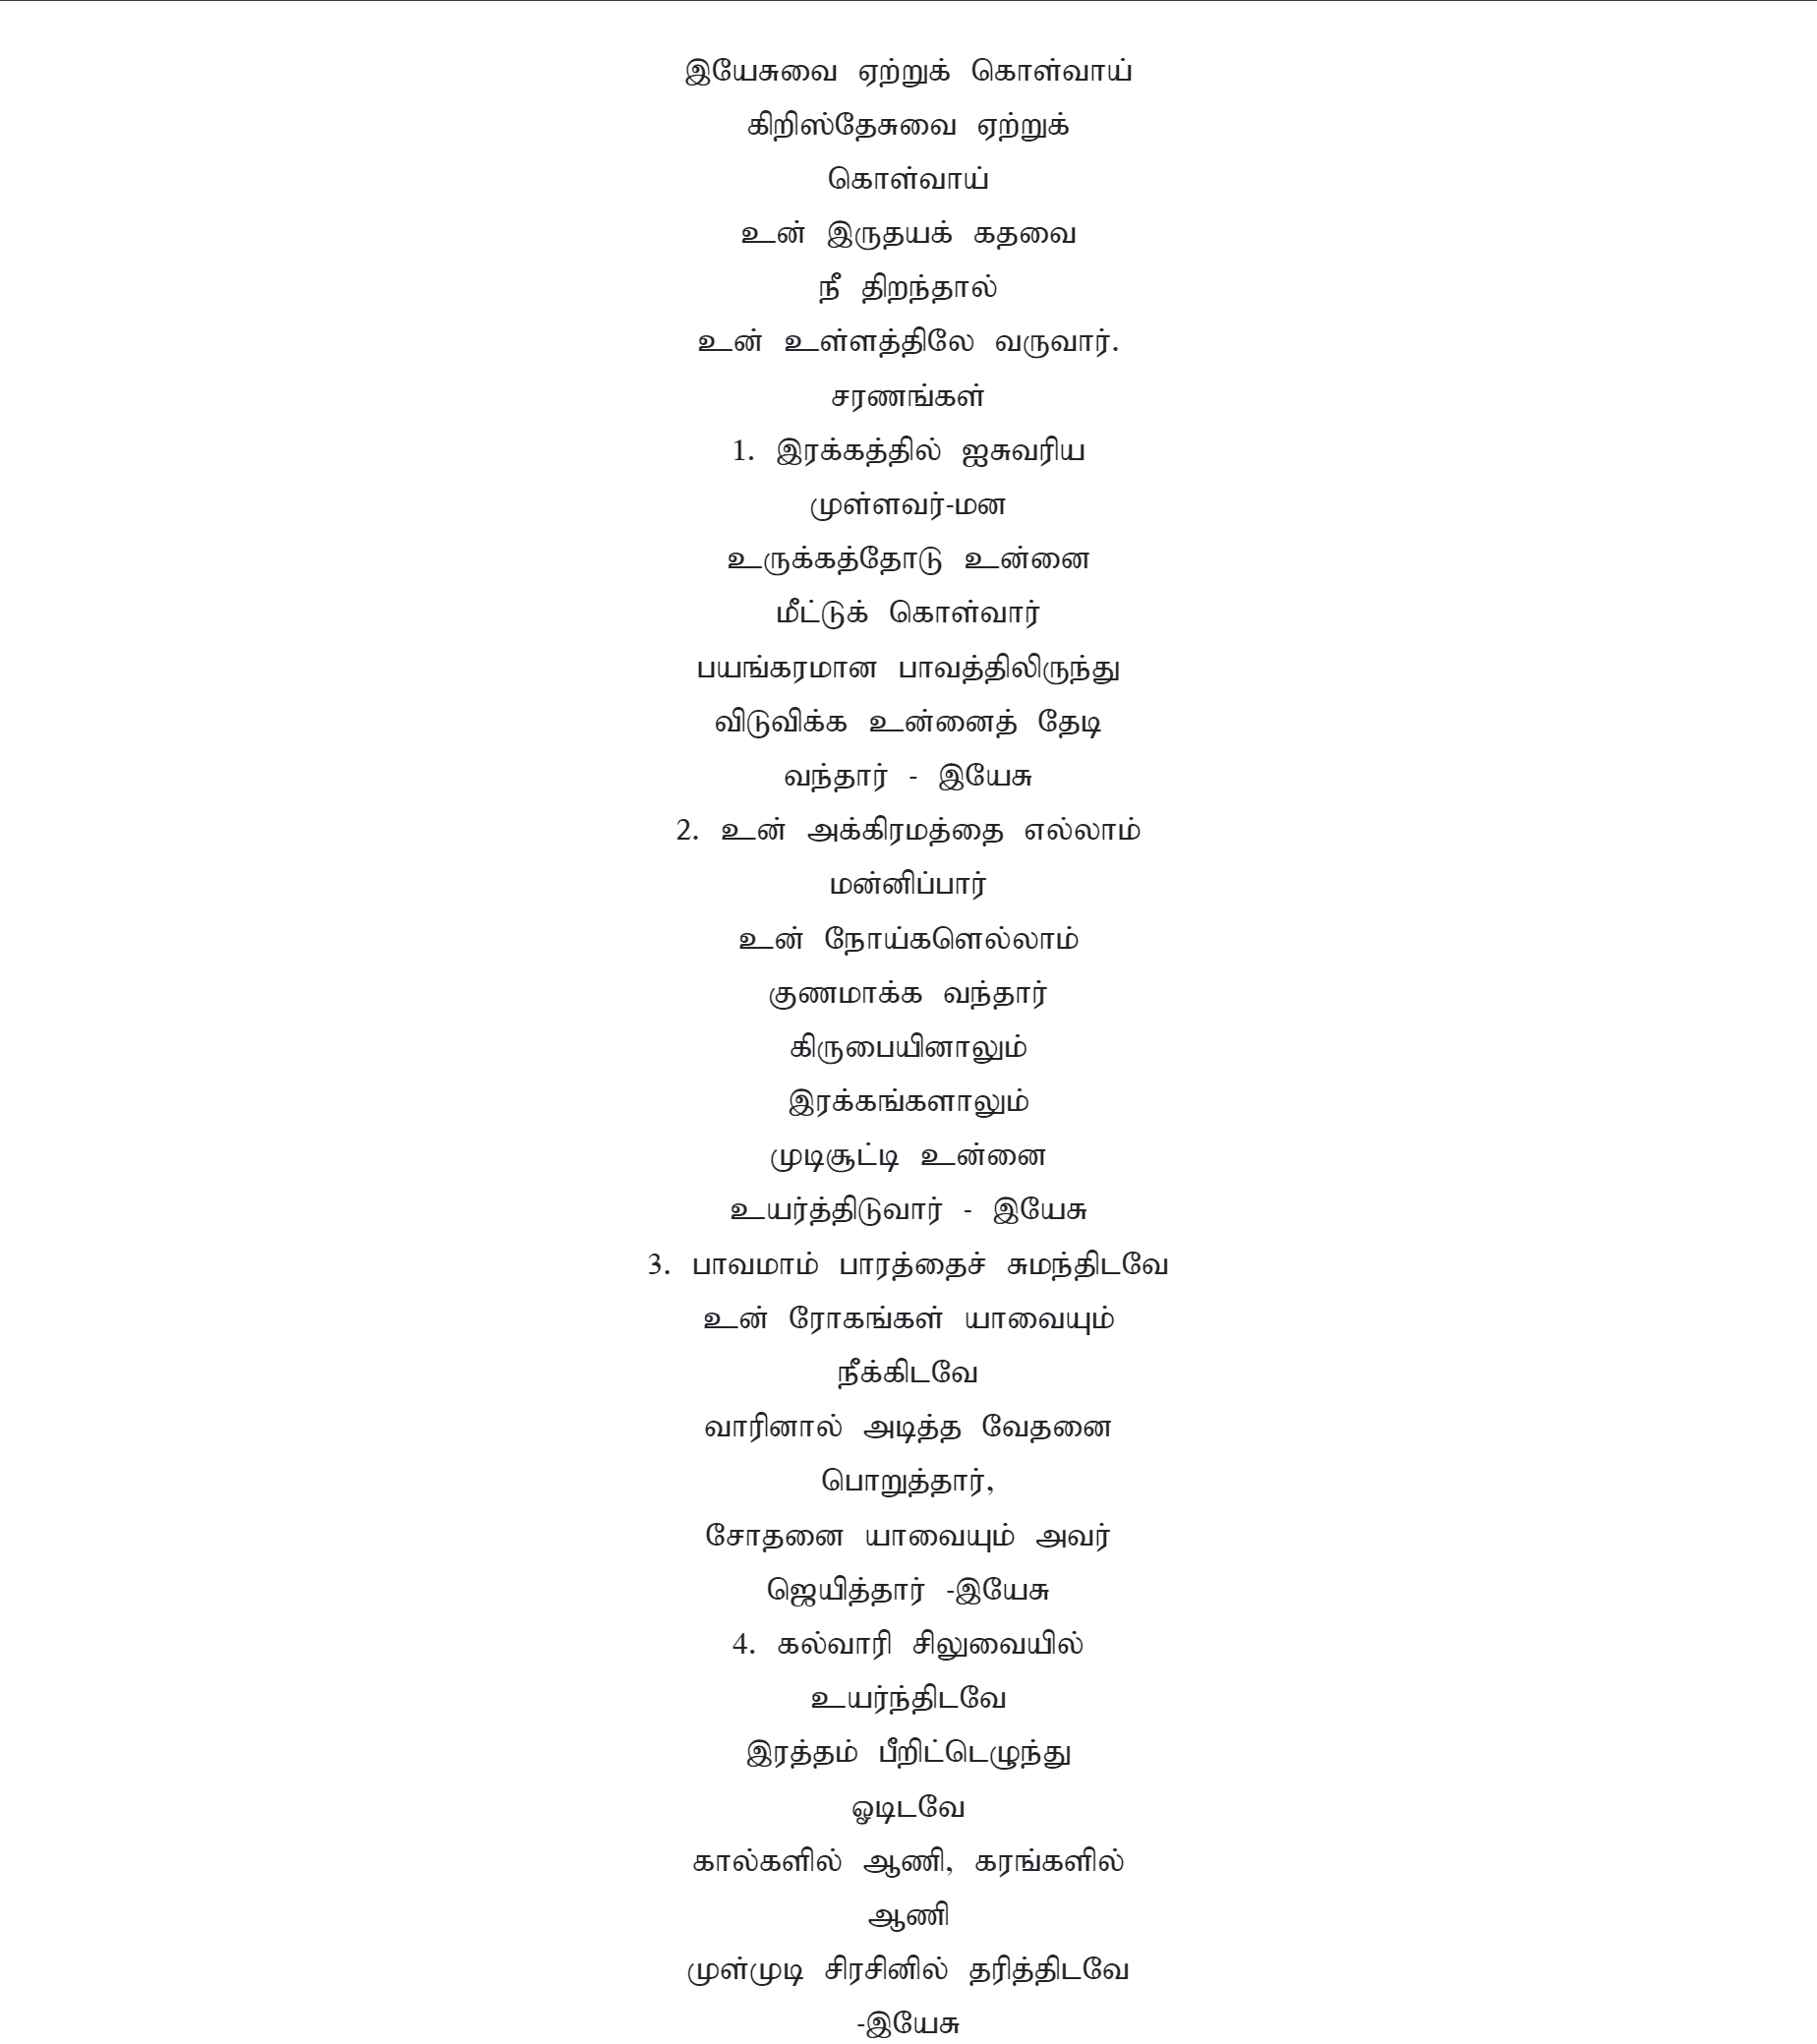 இயேசுவை ஏற்றுக் கொள்வாய்
கிறிஸ்தேசுவை ஏற்றுக்
கொள்வாய்
உன் இருதயக் கதவை
நீ திறந்தால்
உன் உள்ளத்திலே வருவார்.
சரணங்கள்
1. இரக்கத்தில் ஐசுவரிய
முள்ளவர்-மன
உருக்கத்தோடு உன்னை
மீட்டுக் கொள்வார்
பயங்கரமான பாவத்திலிருந்து
விடுவிக்க உன்னைத் தேடி
வந்தார் - இயேசு
2. உன் அக்கிரமத்தை எல்லாம்
மன்னிப்பார்
உன் நோய்களெல்லாம்
குணமாக்க வந்தார்
கிருபையினாலும்
இரக்கங்களாலும்
முடிசூட்டி உன்னை
உயர்த்திடுவார் - இயேசு
3. பாவமாம் பாரத்தைச் சுமந்திடவே
உன் ரோகங்கள் யாவையும்
நீக்கிடவே
வாரினால் அடித்த வேதனை
பொறுத்தார்,
சோதனை யாவையும் அவர்
ஜெயித்தார் -இயேசு
4. கல்வாரி சிலுவையில்
உயர்ந்திடவே
இரத்தம் பீறிட்டெழுந்து
ஓடிடவே
கால்களில் ஆணி, கரங்களில்
ஆணி
முள்முடி சிரசினில் தரித்திடவே
-இயேசு